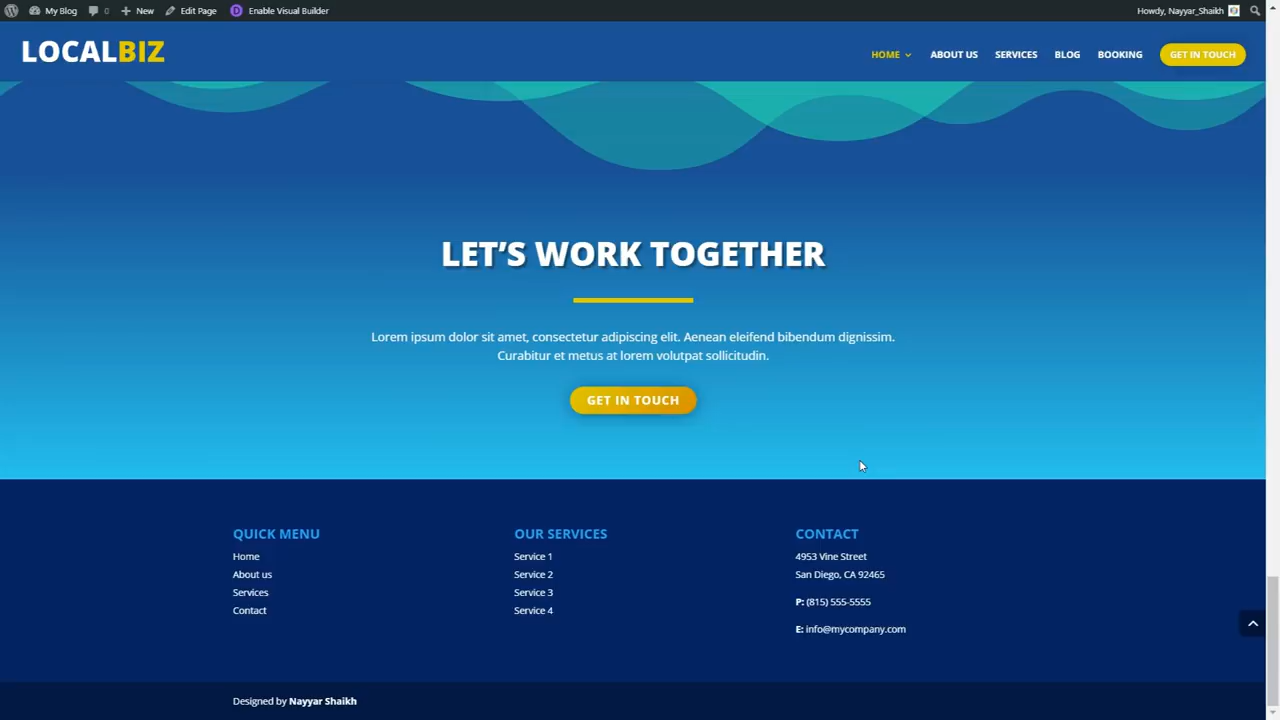 My Blog 0 New Edit Page Enable Visual Builder Howdy, Nayyar_Shaikh
LOCALBIZ
HOME ABOUT US SERVICES BLOG BOOKING GET IN TOUCH
LET’S WORK TOGETHER
Lorem ipsum dolor sit amet, consectetur adipiscing elit. Aenean eleifend bibendum dignissim.
Curabitur et metus at lorem volutpat sollicitudin.
GET IN TOUCH
QUICK MENU
Home
About us
Services
Contact
OUR SERVICES
Service 1
Service 2
Service 3
Service 4
CONTACT
4953 Vine Street
San Diego, CA 92465
P: (815) 555-5555
E: info@mycompany.com
Designed by Nayyar Shaikh